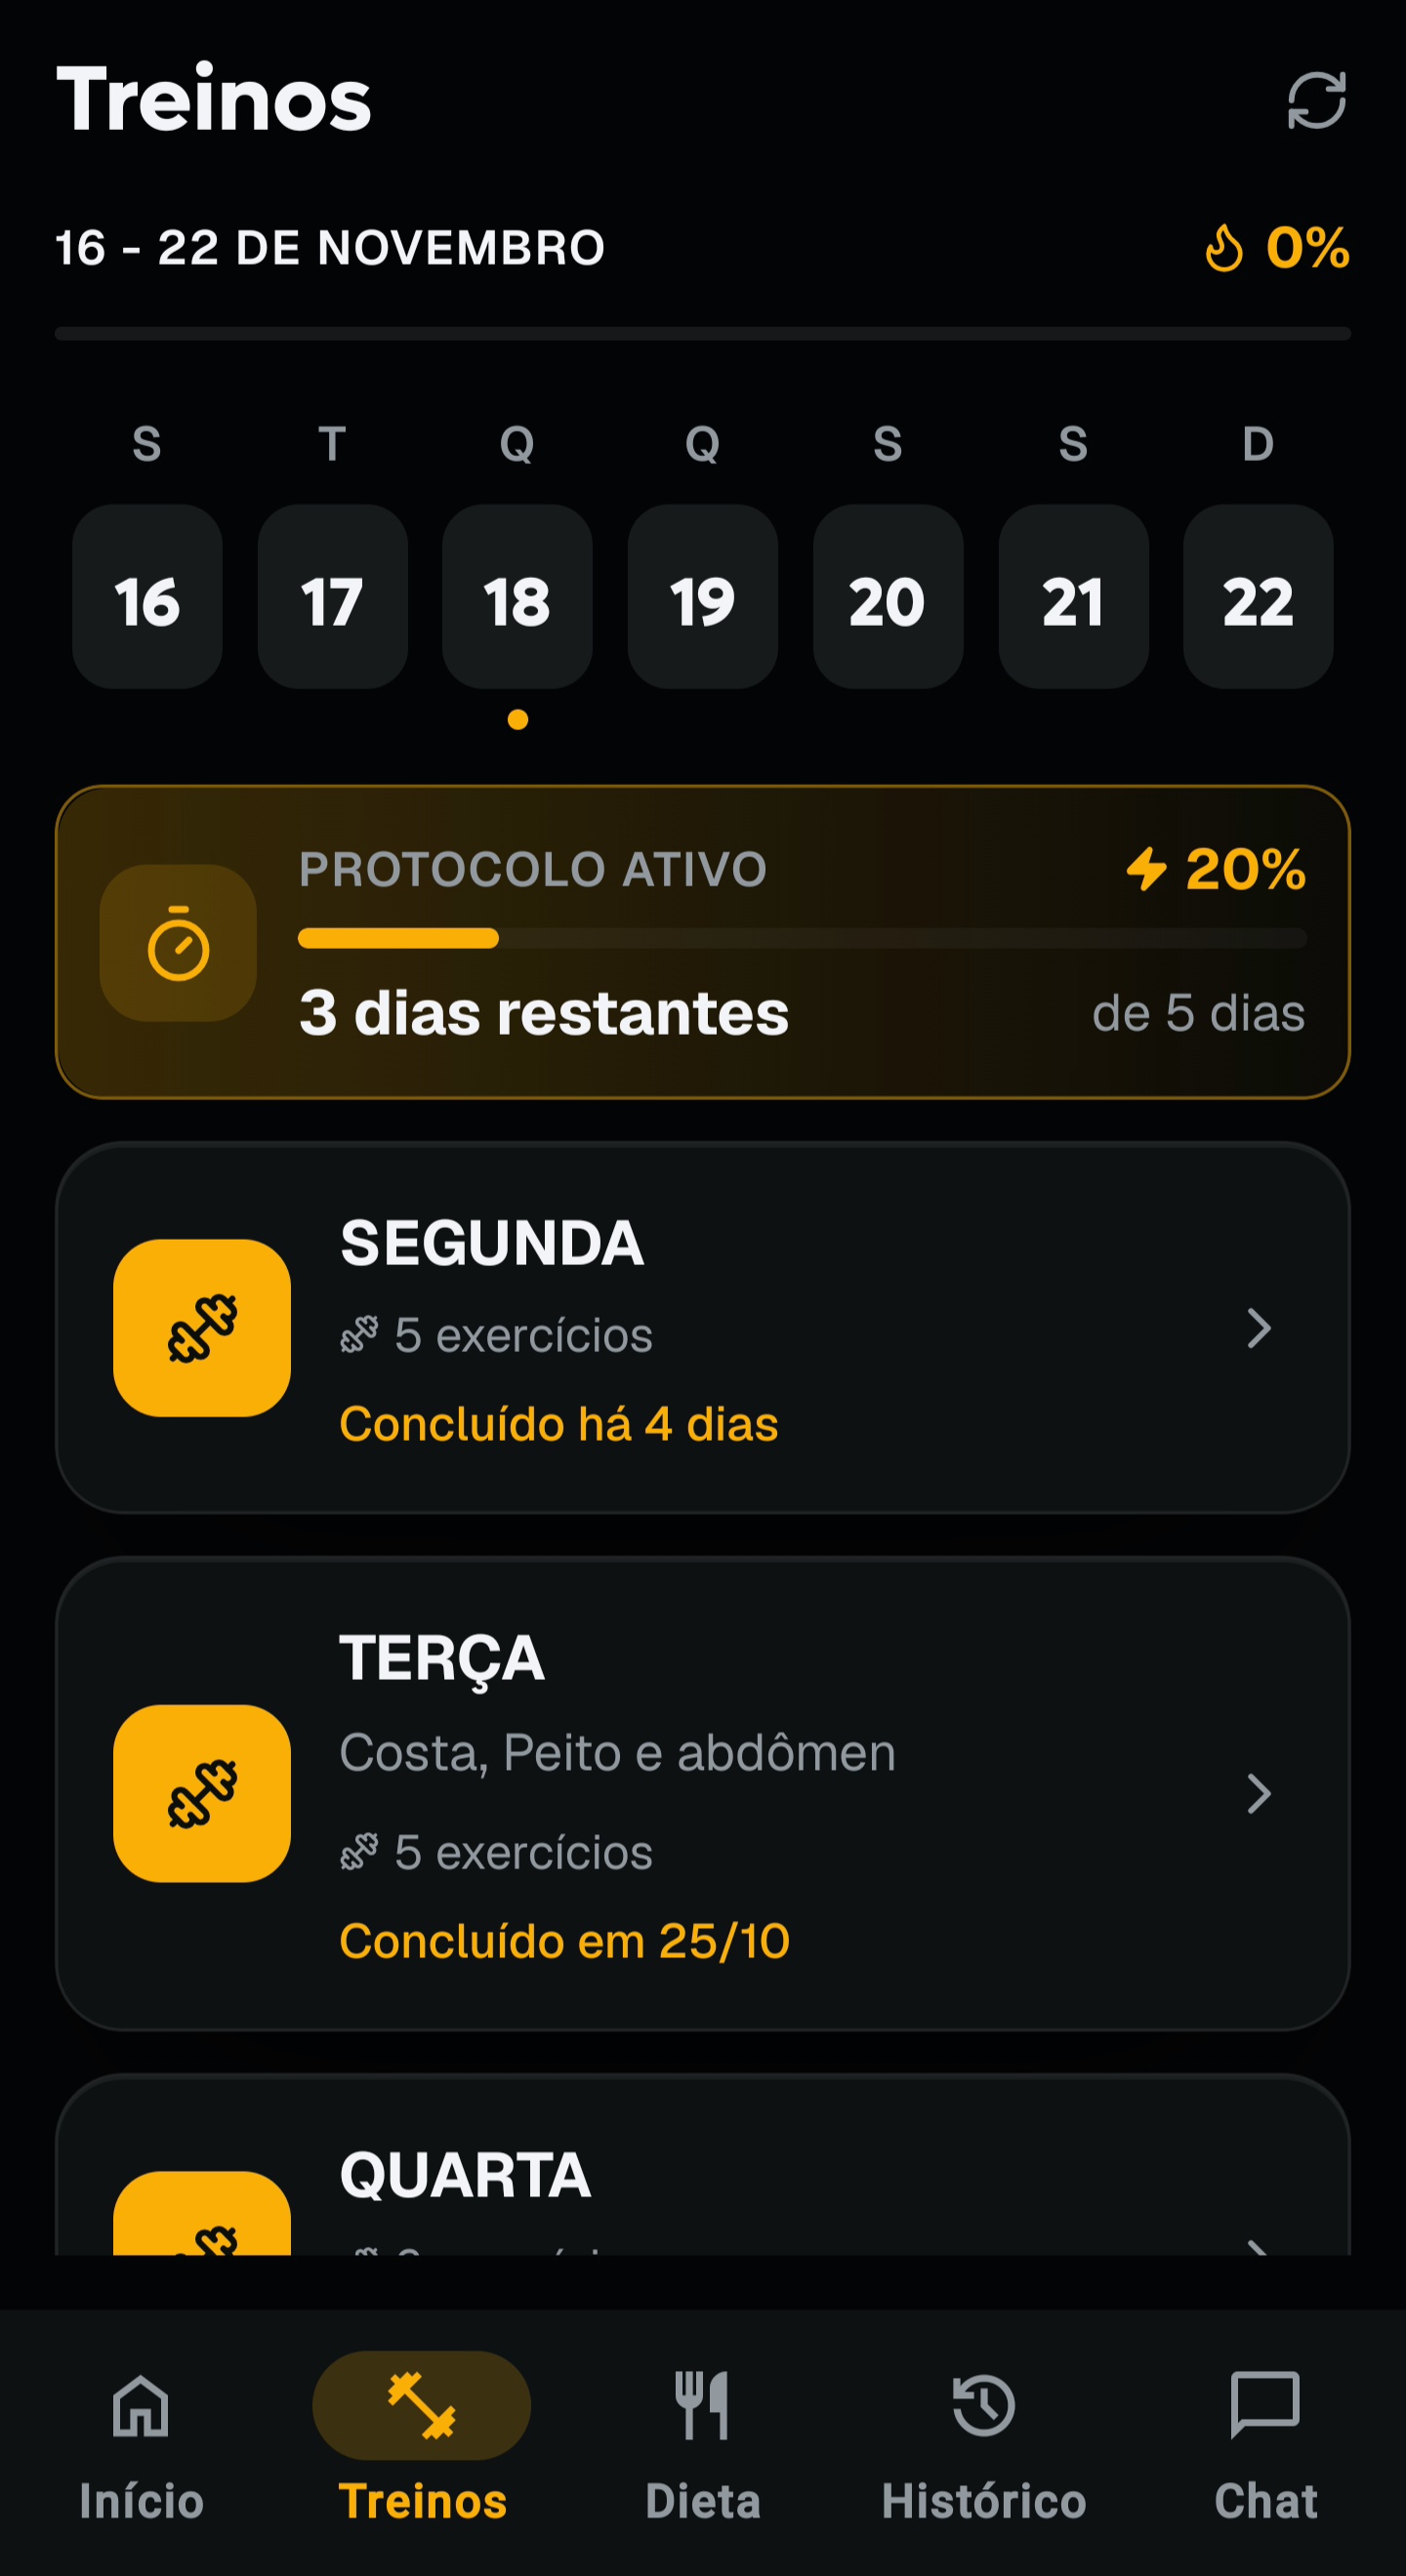 Treinos
16 - 22 DE NOVEMBRO 0%
S T Q Q S S D
16 17 18 19 20 21 22
PROTOCOLO ATIVO 20%
3 dias restantes de 5 dias
SEGUNDA
5 exercícios
Concluído há 4 dias
TERÇA
Costa, Peito e abdômen
5 exercícios
Concluído em 25/10
QUARTA
Início Treinos Dieta Histórico Chat